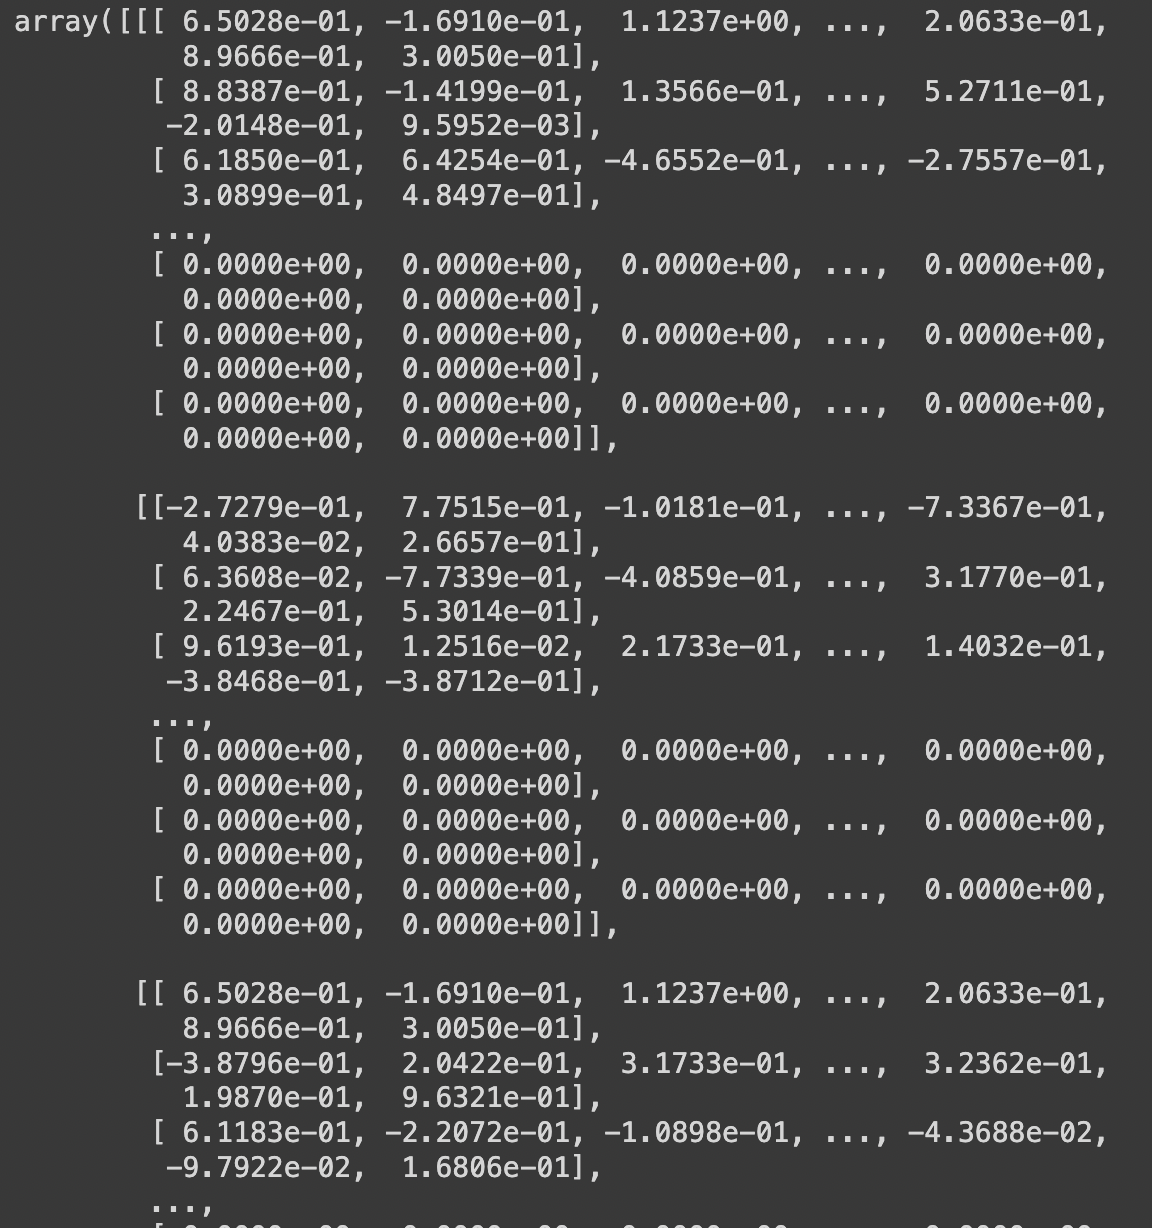 array([[[ 6.5028e-01, -1.6910e-01,  1.1237e+00, ...,  2.0633e-01,
          8.9666e-01,  3.0050e-01],
        [ 8.8387e-01, -1.4199e-01,  1.3566e-01, ...,  5.2711e-01,
         -2.0148e-01,  9.5952e-03],
        [ 6.1850e-01,  6.4254e-01, -4.6552e-01, ..., -2.7557e-01,
          3.0899e-01,  4.8497e-01],
        ...,
        [ 0.0000e+00,  0.0000e+00,  0.0000e+00, ...,  0.0000e+00,
          0.0000e+00,  0.0000e+00],
        [ 0.0000e+00,  0.0000e+00,  0.0000e+00, ...,  0.0000e+00,
          0.0000e+00,  0.0000e+00],
        [ 0.0000e+00,  0.0000e+00,  0.0000e+00, ...,  0.0000e+00,
          0.0000e+00,  0.0000e+00]],

       [[-2.7279e-01,  7.7515e-01, -1.0181e-01, ..., -7.3367e-01,
          4.0383e-02,  2.6657e-01],
        [ 6.3608e-02, -7.7339e-01, -4.0859e-01, ...,  3.1770e-01,
          2.2467e-01,  5.3014e-01],
        [ 9.6193e-01,  1.2516e-02,  2.1733e-01, ...,  1.4032e-01,
         -3.8468e-01, -3.8712e-01],
        ...,
        [ 0.0000e+00,  0.0000e+00,  0.0000e+00, ...,  0.0000e+00,
          0.0000e+00,  0.0000e+00],
        [ 0.0000e+00,  0.0000e+00,  0.0000e+00, ...,  0.0000e+00,
          0.0000e+00,  0.0000e+00],
        [ 0.0000e+00,  0.0000e+00,  0.0000e+00, ...,  0.0000e+00,
          0.0000e+00,  0.0000e+00]],

       [[ 6.5028e-01, -1.6910e-01,  1.1237e+00, ...,  2.0633e-01,
          8.9666e-01,  3.0050e-01],
        [-3.8796e-01,  2.0422e-01,  3.1733e-01, ...,  3.2362e-01,
          1.9870e-01,  9.6321e-01],
        [ 6.1183e-01, -2.2072e-01, -1.0898e-01, ..., -4.3688e-02,
         -9.7922e-02,  1.6806e-01],
        ...,